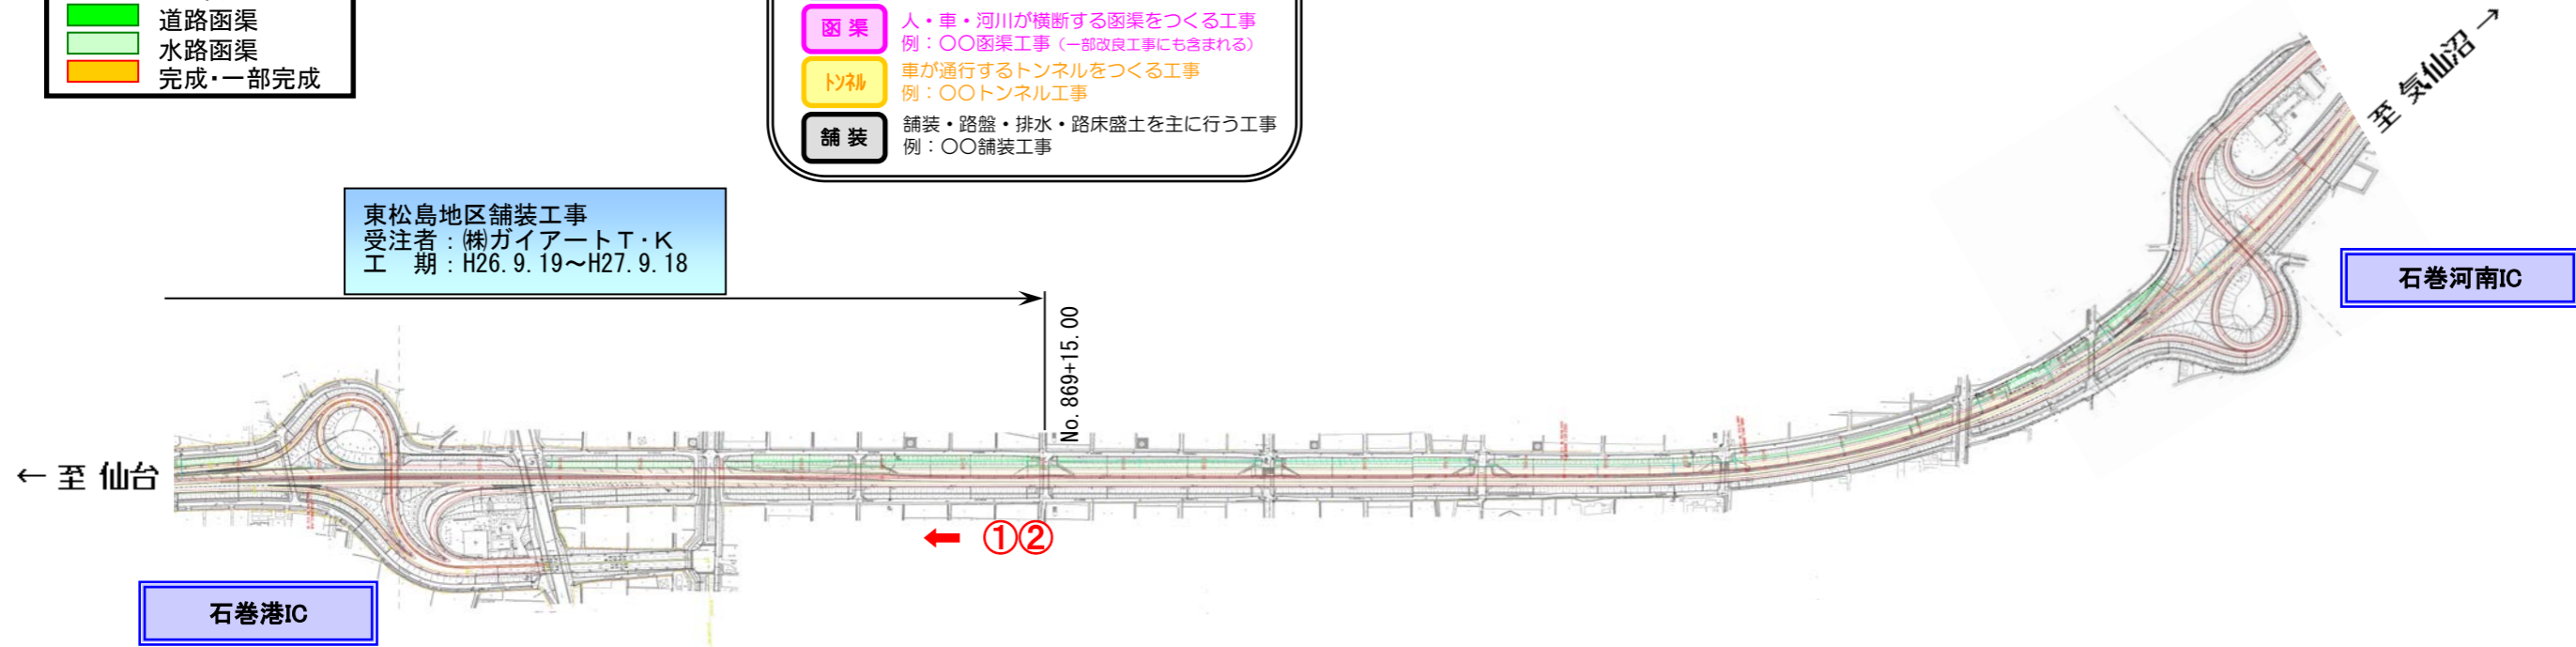 道路函渠
水路函渠
完成・一部完成
函 渠
人・車・河川が横断する函渠をつくる工事
例：〇〇函渠工事（一部改良工事にも含まれる）
トンネル
車が通行するトンネルをつくる工事
例：〇〇トンネル工事
舗 装
舗装・路盤・排水・路床盛土を主に行う工事
例：〇〇舗装工事
東松島地区舗装工事
受注者：㈱ガイアートＴ・Ｋ
工　期：H26.9.19～H27.9.18
No.869+15.00
至 気仙沼 →
石巻河南IC
← 至 仙台
← ①②
石巻港IC